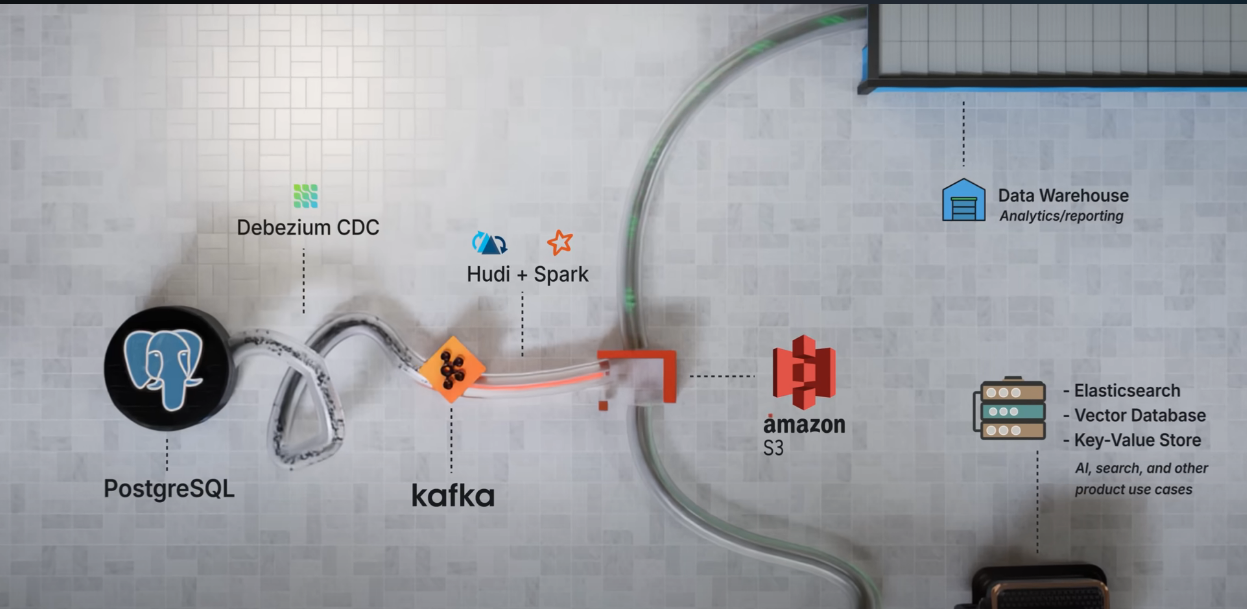 Debezium CDC
Hudi + Spark
PostgreSQL
kafka
amazon
S3
Data Warehouse
Analytics/reporting
- Elasticsearch
- Vector Database
- Key-Value Store
AI, search, and other
product use cases